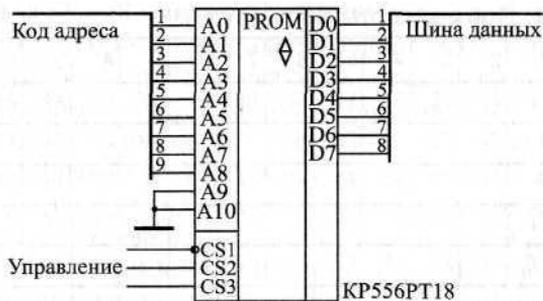 Код адреса
1
2
3
4
5
6
7
8
9
A0
A1
A2
A3
A4
A5
A6
A7
A8
A9
A10
CS1
CS2
CS3
Управление
PROM
D0
D1
D2
D3
D4
D5
D6
D7
1
2
3
4
5
6
7
8
Шина данных
КР556РТ18